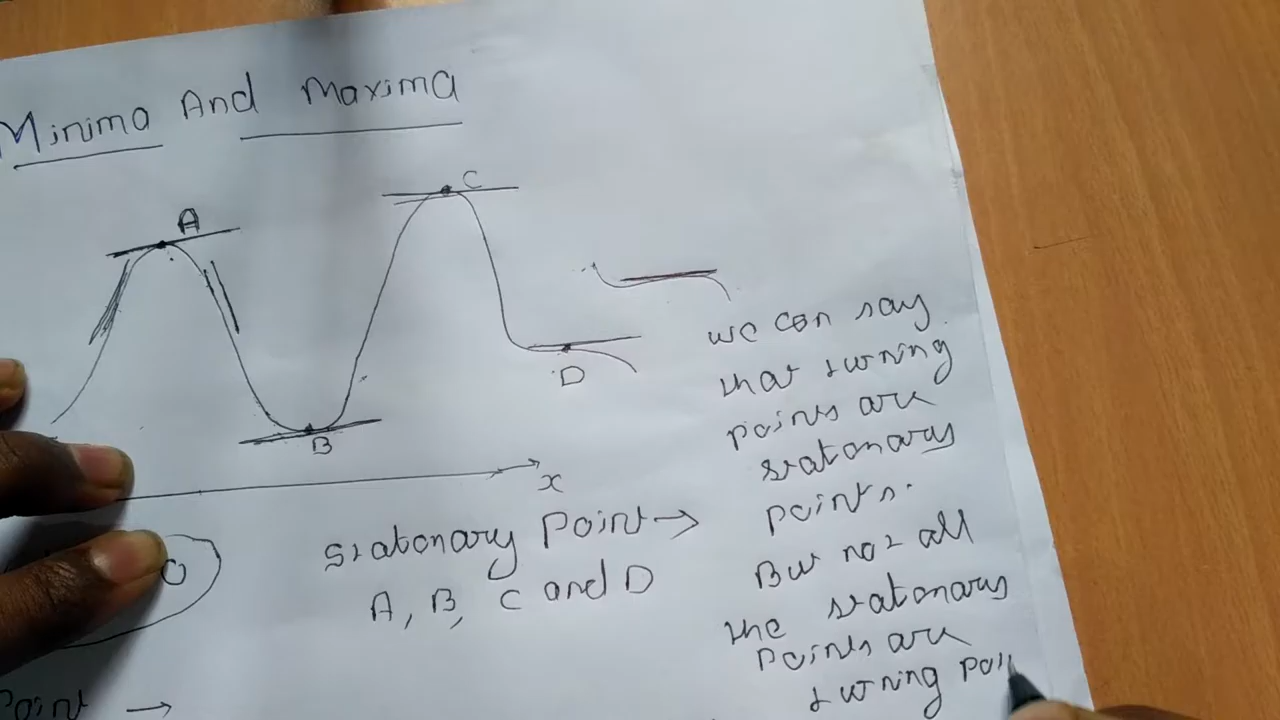 Minima And Maxima
A
C
D
B
x
we can say
that turning
points are
stationary
points.
But not all
the stationary
points are
turning poi
stationary Point →
A, B, C and D
Point →